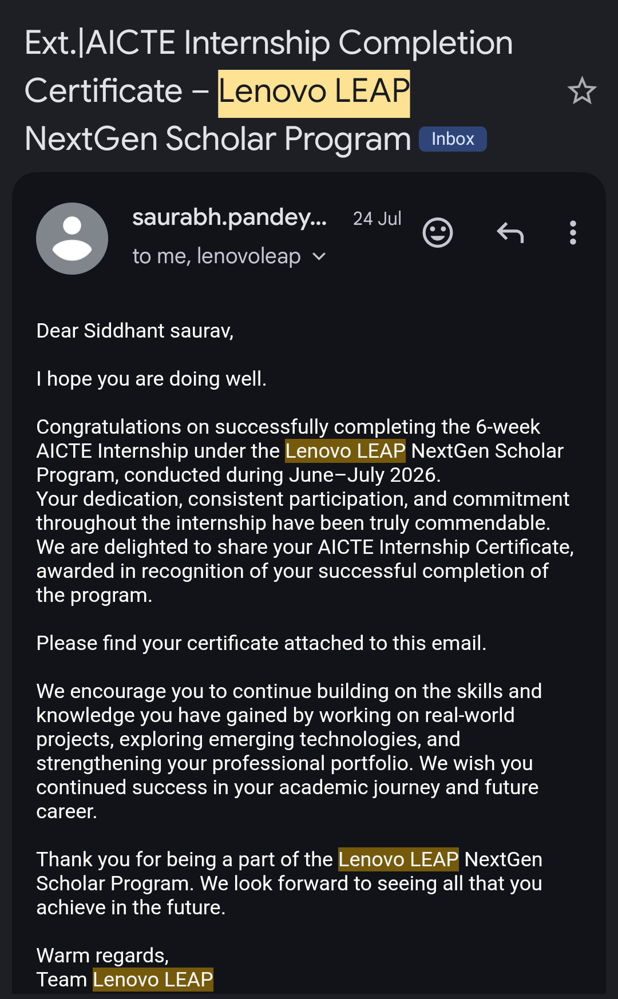 Ext.|AICTE Internship Completion
Certificate – Lenovo LEAP
NextGen Scholar Program Inbox
saurabh.pandey... 24 Jul
to me, lenovoleap
Dear Siddhant saurav,
I hope you are doing well.
Congratulations on successfully completing the 6-week
AICTE Internship under the Lenovo LEAP NextGen Scholar
Program, conducted during June–July 2026.
Your dedication, consistent participation, and commitment
throughout the internship have been truly commendable.
We are delighted to share your AICTE Internship Certificate,
awarded in recognition of your successful completion of
the program.
Please find your certificate attached to this email.
We encourage you to continue building on the skills and
knowledge you have gained by working on real-world
projects, exploring emerging technologies, and
strengthening your professional portfolio. We wish you
continued success in your academic journey and future
career.
Thank you for being a part of the Lenovo LEAP NextGen
Scholar Program. We look forward to seeing all that you
achieve in the future.
Warm regards,
Team Lenovo LEAP